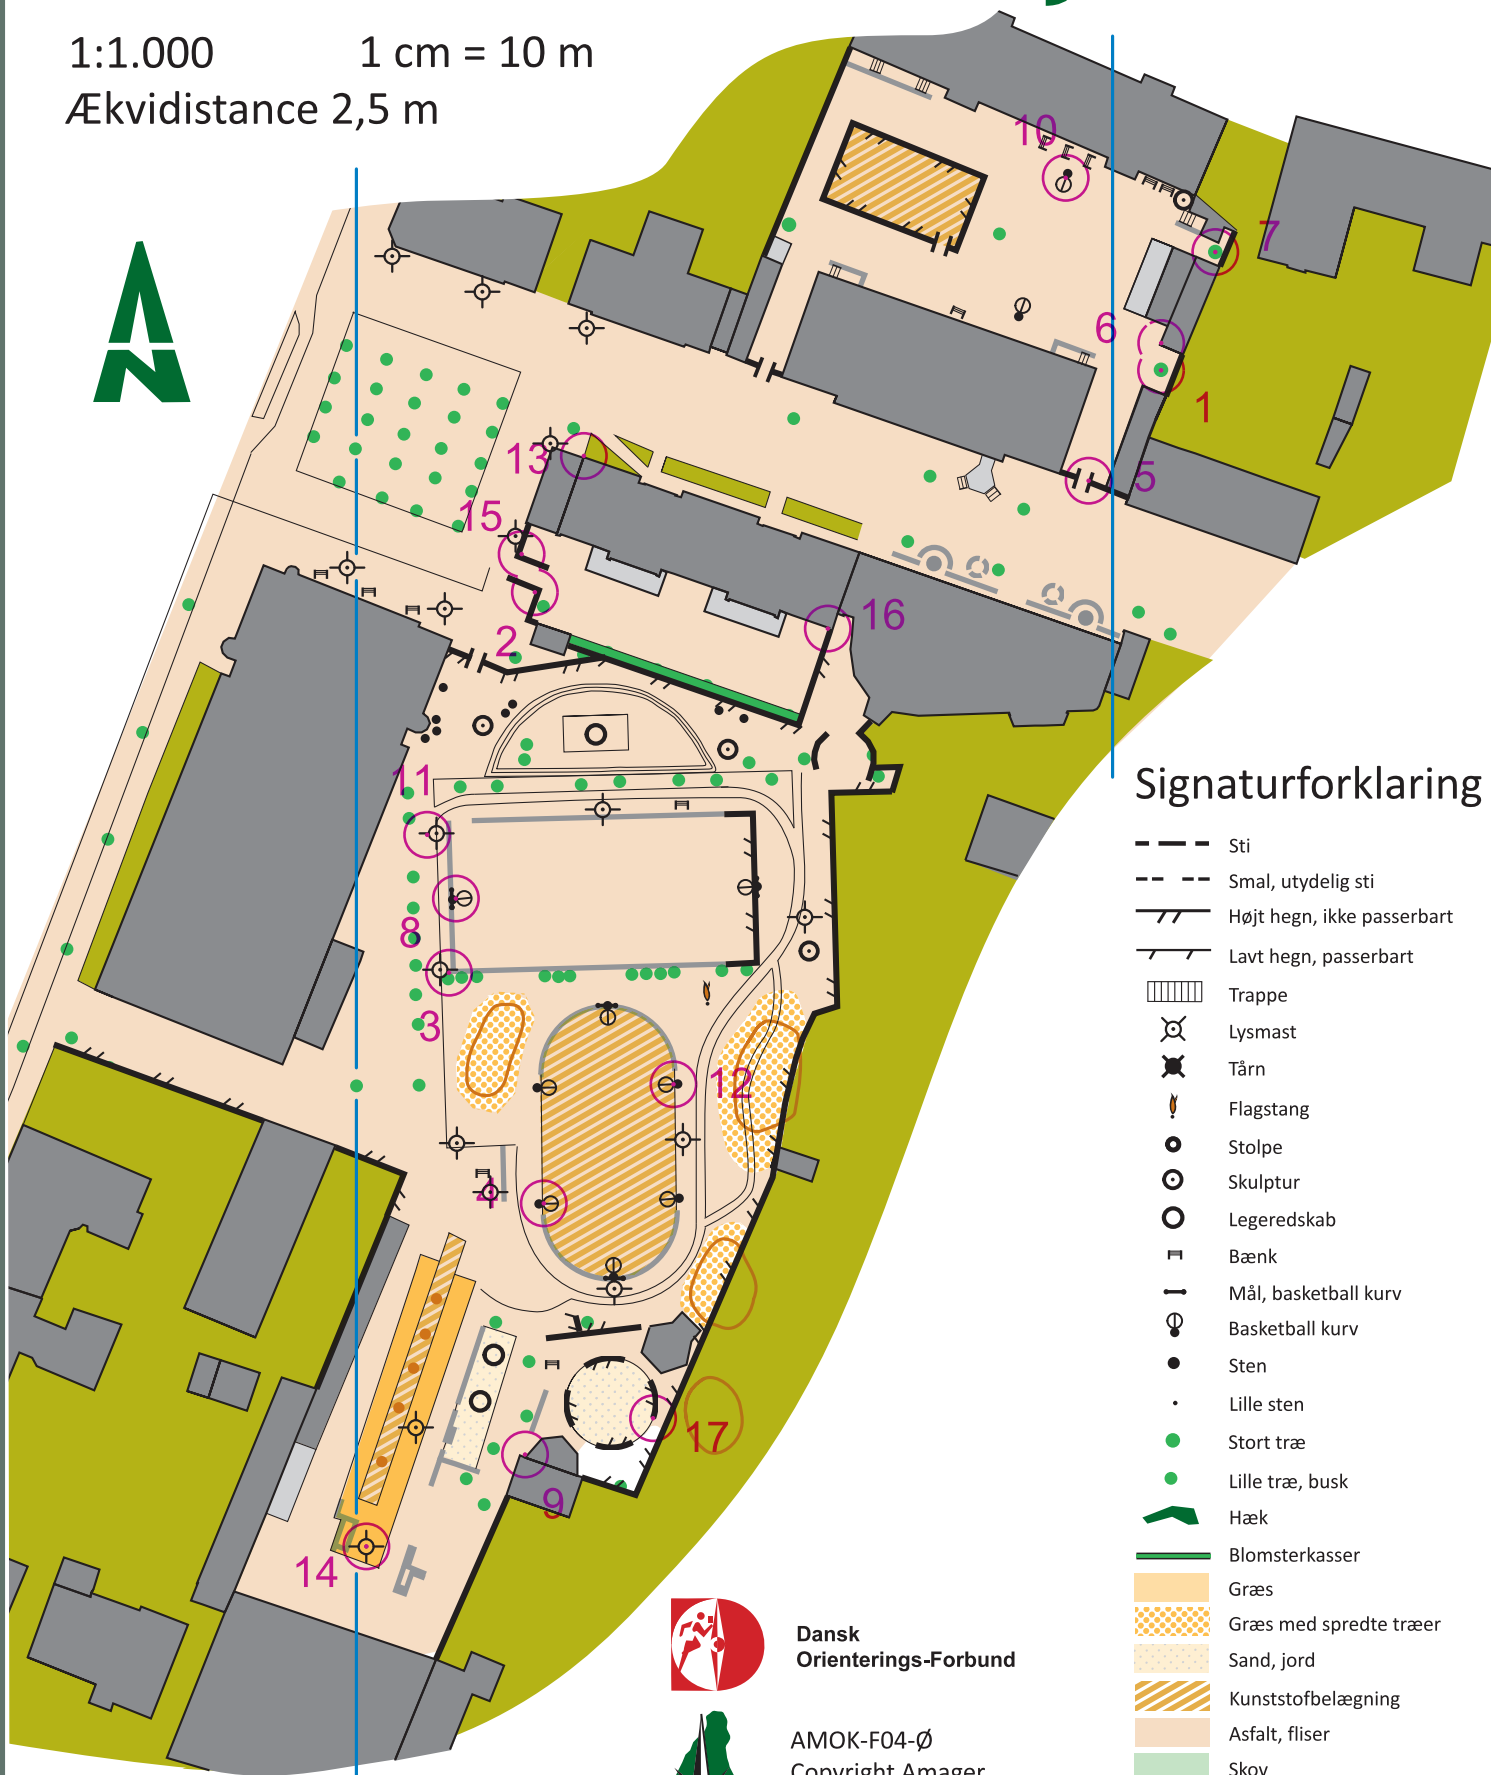 1:1.000 1 cm = 10 m
Ækvidistance 2,5 m
10
7
6
1
13
5
15
16
2
11
8
3
12
4
17
9
14
Signaturforklaring
Sti
Smal, utydelig sti
Højt hegn, ikke passerbart
Lavt hegn, passerbart
Trappe
Lysmast
Tårn
Flagstang
Stolpe
Skulptur
Legeredskab
Bænk
Mål, basketball kurv
Basketball kurv
Sten
Lille sten
Stort træ
Lille træ, busk
Hæk
Blomsterkasser
Græs
Græs med spredte træer
Sand, jord
Kunststofbelægning
Asfalt, fliser
Skov
Dansk
Orienterings-Forbund
AMOK-F04-Ø
Copyright Amager